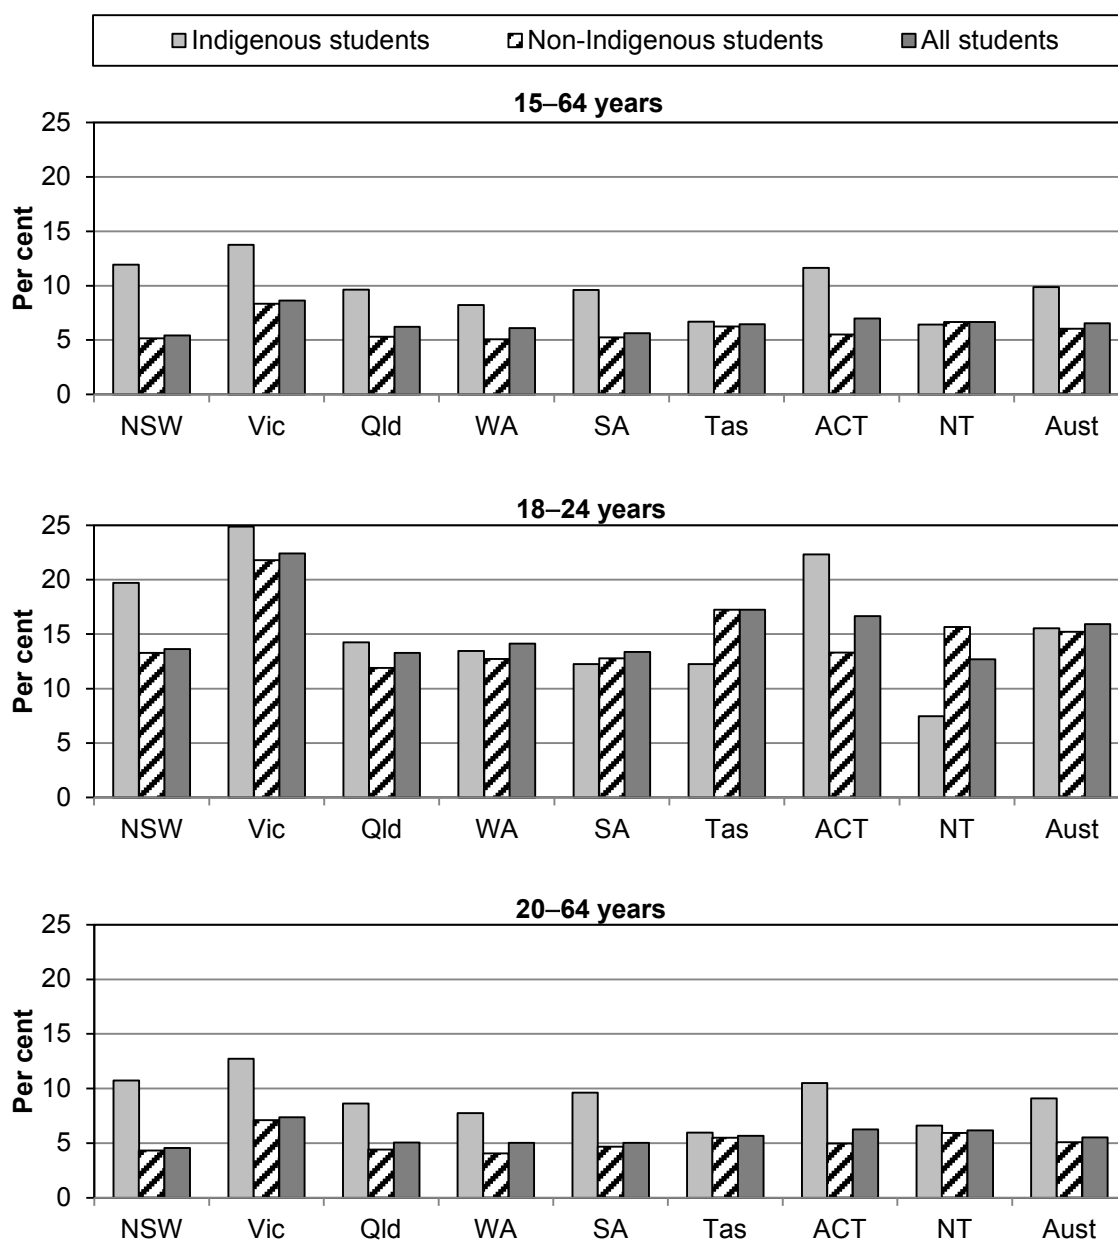 Indigenous students Non-Indigenous students All students
15–64 years
Per cent
25
20
15
10
5
0
NSW Vic Qld WA SA Tas ACT NT Aust
18–24 years
Per cent
25
20
15
10
5
0
NSW Vic Qld WA SA Tas ACT NT Aust
20–64 years
Per cent
25
20
15
10
5
0
NSW Vic Qld WA SA Tas ACT NT Aust